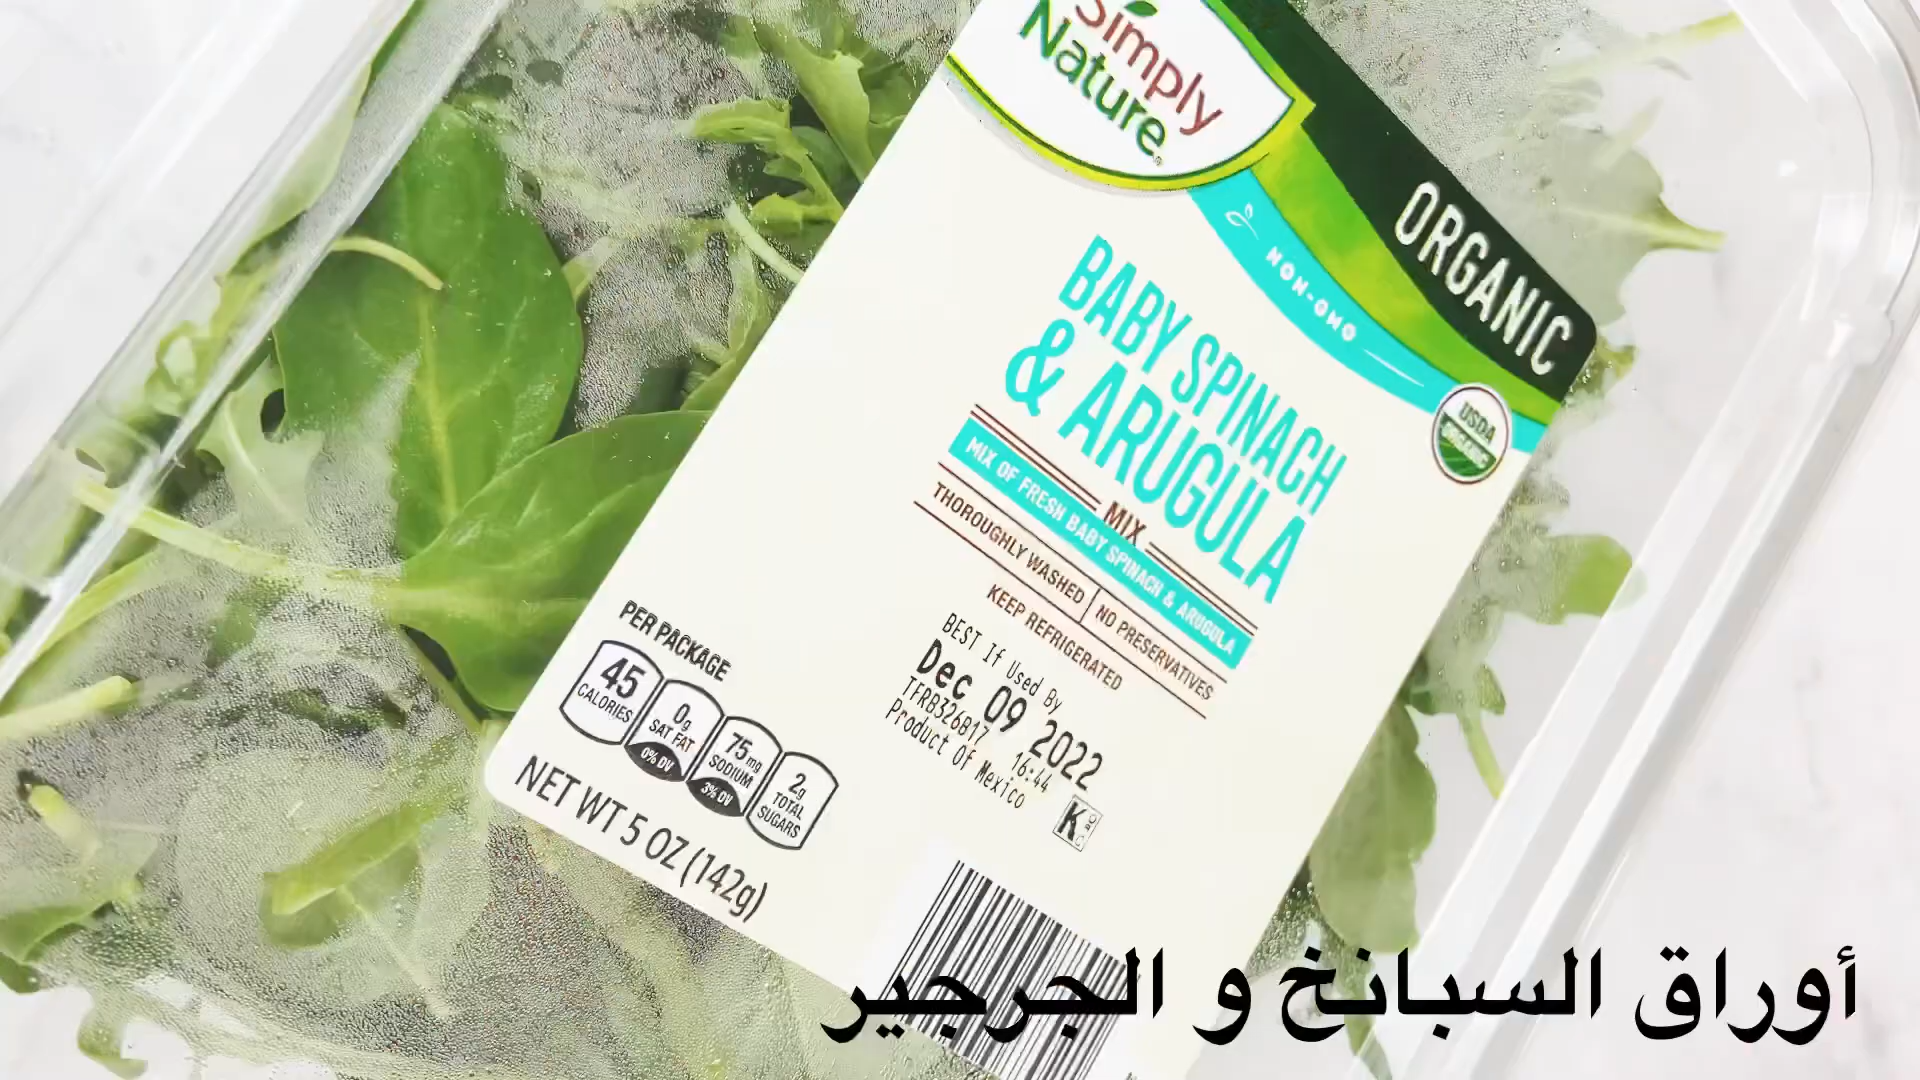 Simply
Nature®
ORGANIC
NON-GMO
USDA
ORGANIC
BABY SPINACH
& ARUGULA
MIX
MIX OF FRESH BABY SPINACH & ARUGULA
THOROUGHLY WASHED | NO PRESERVATIVES
KEEP REFRIGERATED
BEST If Used By
Dec 09 2022
TFRB326B17 16:44
Product Of Mexico
K
PER PACKAGE
45 CALORIES
0g SAT FAT 0% DV
75mg SODIUM 3% DV
2g TOTAL SUGARS
NET WT 5 OZ (142g)
أوراق السبانخ و الجرجير